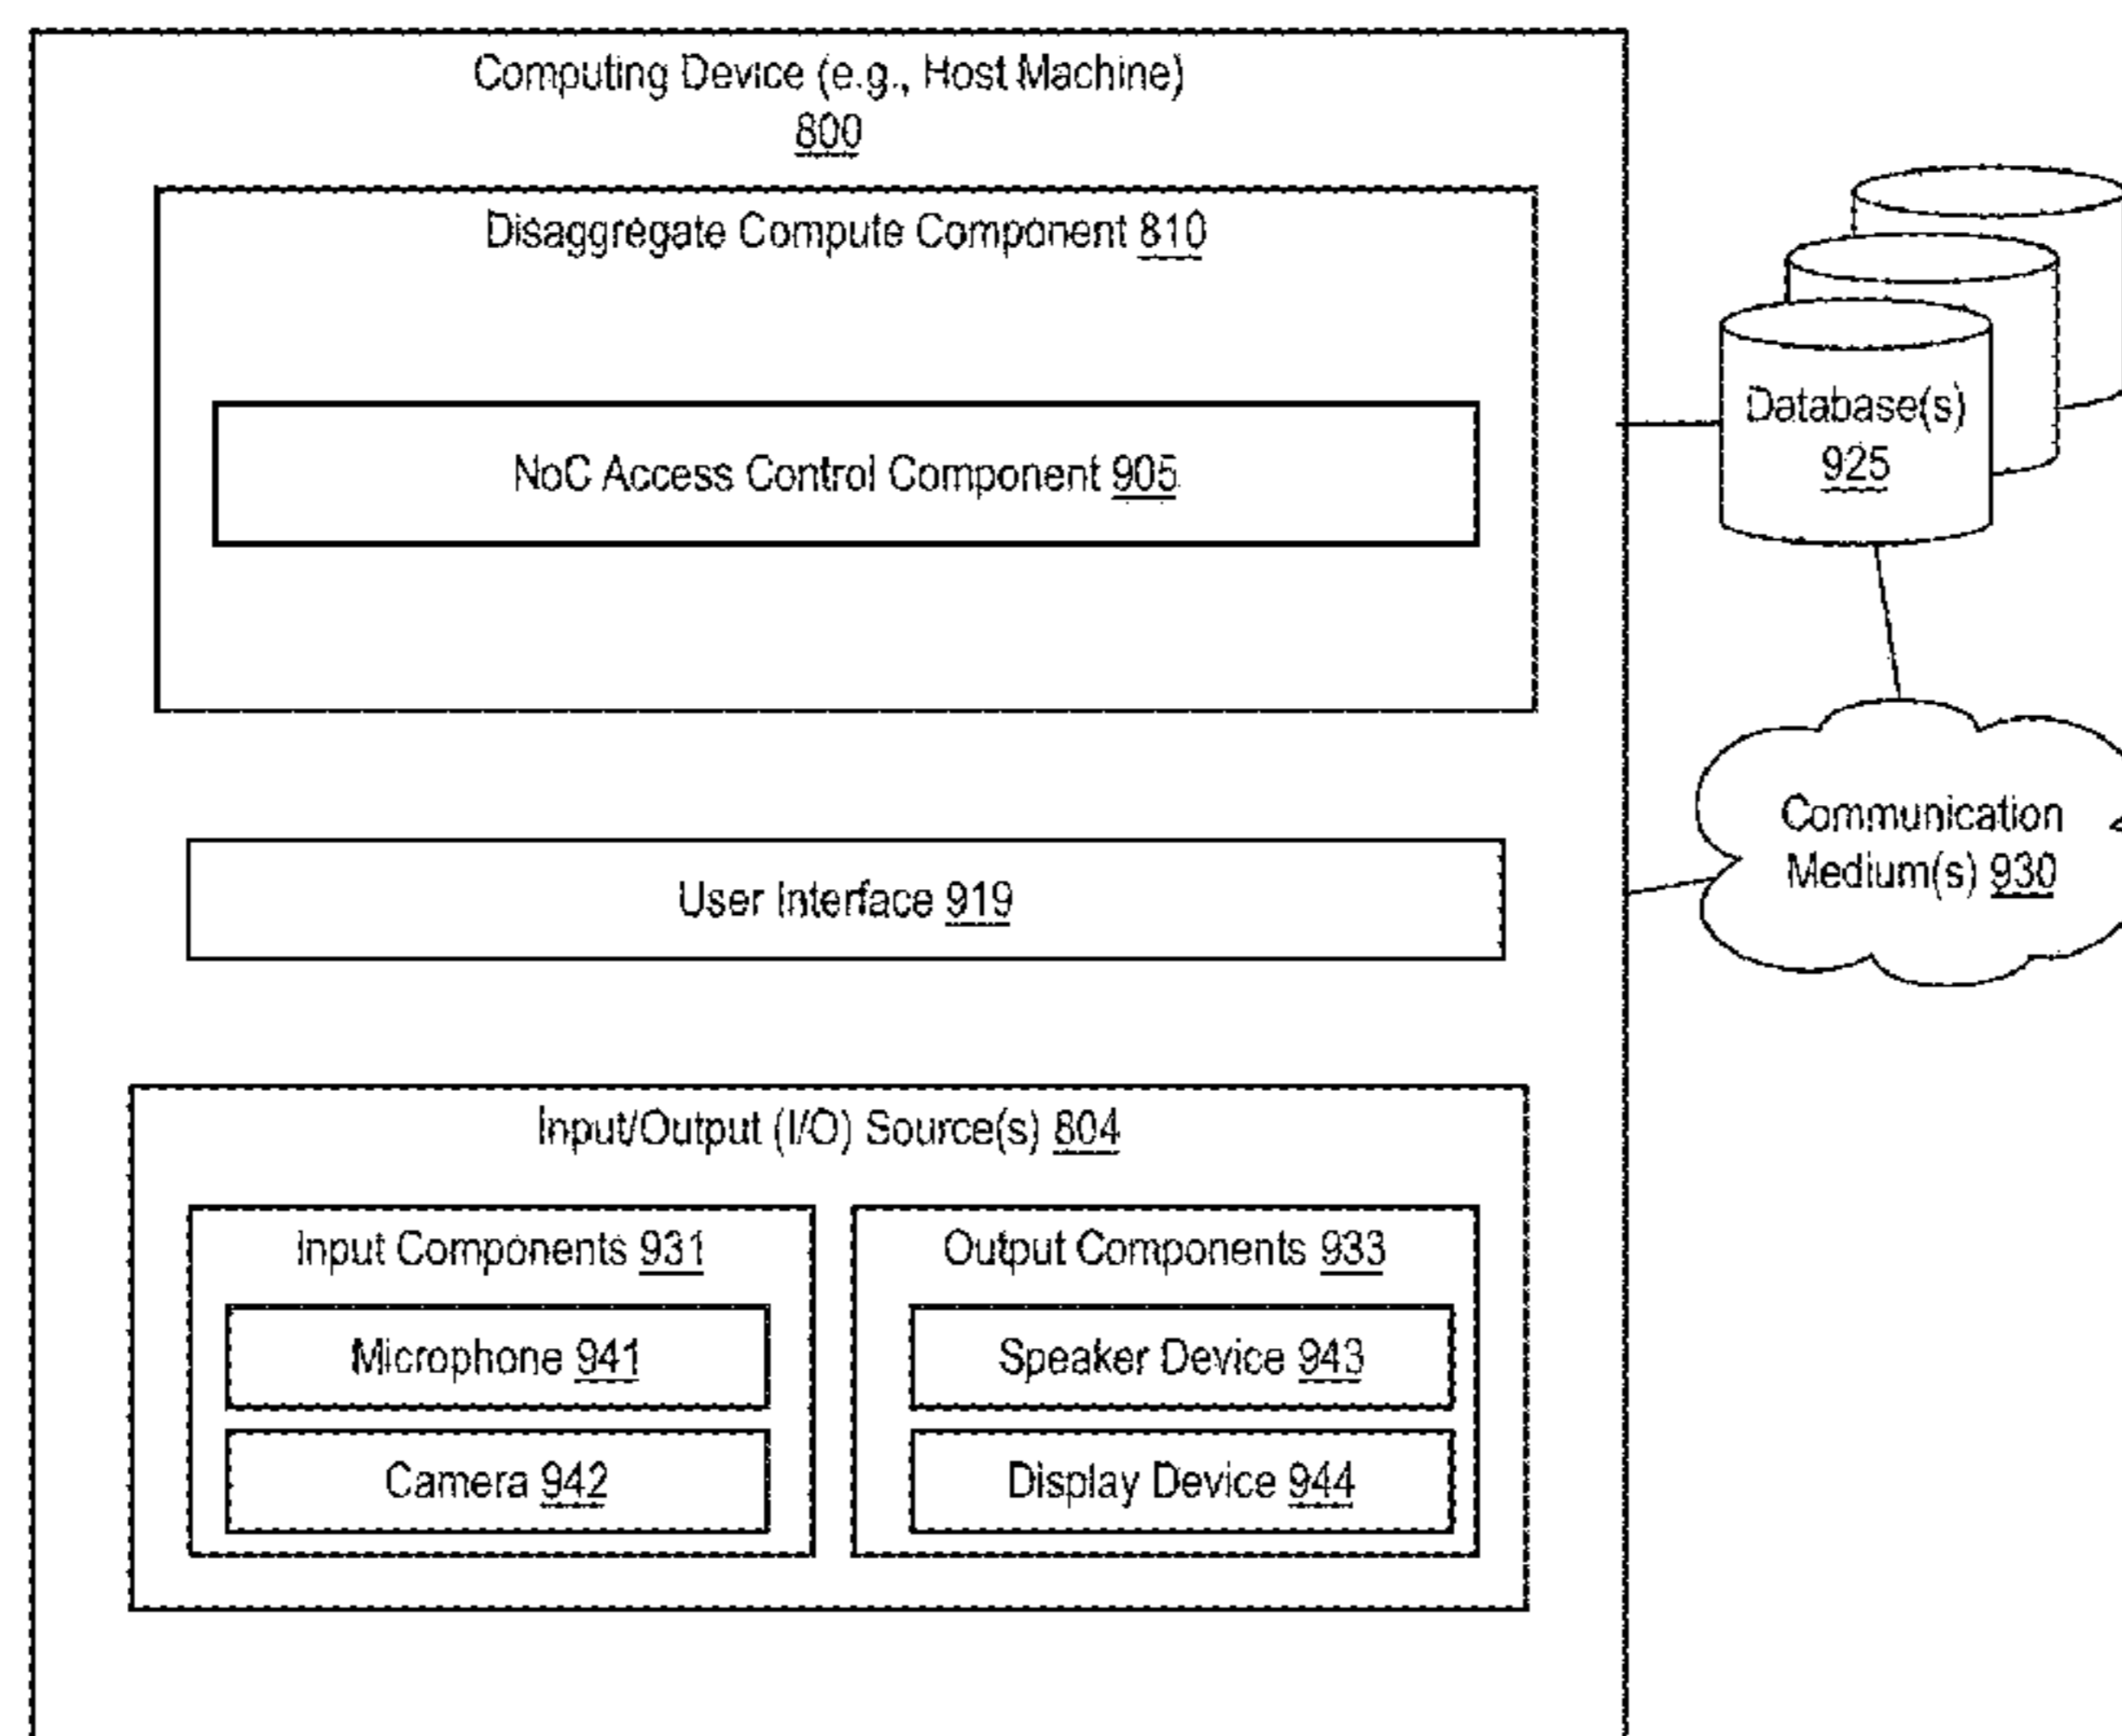 Computing Device (e.g., Host Machine)
800
Disaggregate Compute Component 810
NoC Access Control Component 905
Database(s)
925
Communication
Medium(s) 930
User Interface 919
Input/Output (I/O) Source(s) 804
Input Components 931
Microphone 941
Camera 942
Output Components 933
Speaker Device 943
Display Device 944